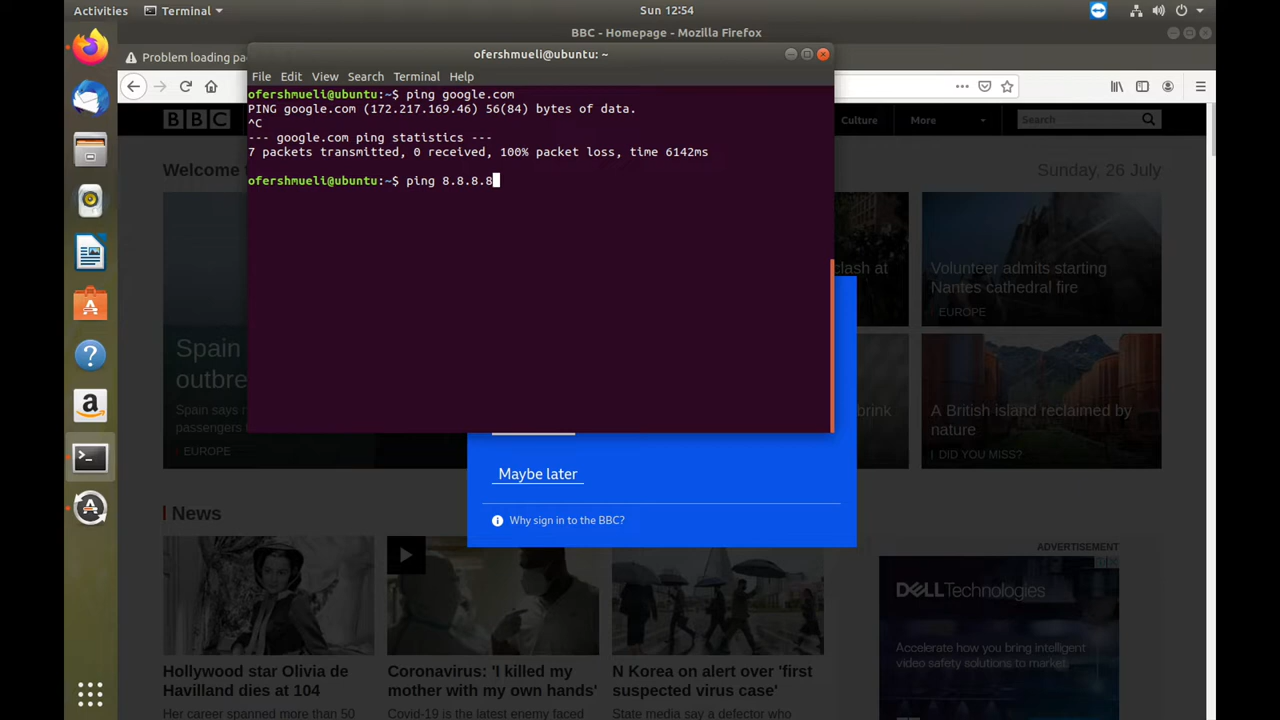 Activities
Terminal
Sun 12:54
BBC - Homepage - Mozilla Firefox
Problem loading pa
ofershmueli@ubuntu: ~
File Edit View Search Terminal Help
ofershmueli@ubuntu:~$ ping google.com
PING google.com (172.217.169.46) 56(84) bytes of data.
^C
--- google.com ping statistics ---
7 packets transmitted, 0 received, 100% packet loss, time 6142ms
ofershmueli@ubuntu:~$ ping 8.8.8.8
BBC
Culture
More
Search
Welcome
Sunday, 26 July
Spain
outbre
Spain says
passengers
EUROPE
clash at
brink
Volunteer admits starting
Nantes cathedral fire
EUROPE
A British island reclaimed by
nature
DID YOU MISS?
Maybe later
Why sign in to the BBC?
News
Hollywood star Olivia de
Havilland dies at 104
Her career spanned more than 50
Coronavirus: 'I killed my
mother with my own hands'
Covid-19 is the latest enemy faced
N Korea on alert over 'first
suspected virus case'
State media say a defector who
ADVERTISEMENT
DELLTechnologies
Accelerate how you bring intelligent
video safety solutions to market.